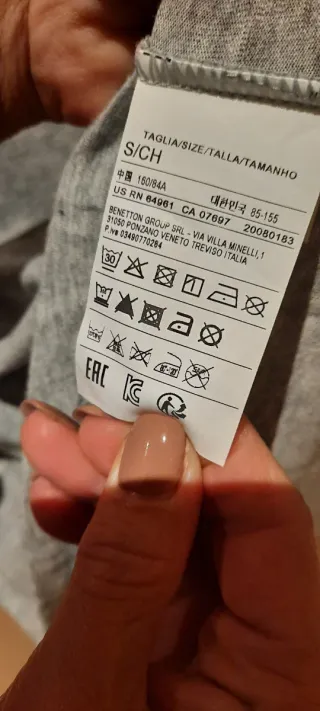 TAGLIA/SIZE/TALLA/TAMANHO
S/CH
中国 160/84A 대한민국 85-155
US RN 64961 CA 07697 20080183
BENETTON GROUP SRL - VIA VILLA MINELLI, 1
31050 PONZANO VENETO TREVISO ITALIA
P.iva 03490770264
30
EAC